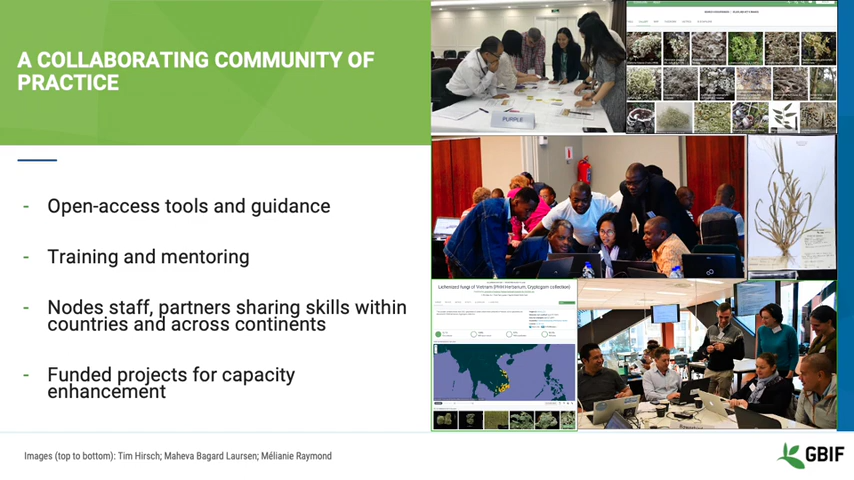 A COLLABORATING COMMUNITY OF
PRACTICE
- Open-access tools and guidance
- Training and mentoring
- Nodes staff, partners sharing skills within
countries and across continents
- Funded projects for capacity
enhancement
PURPLE
Lichenized fungi of Vietnam (PHH Herbarium, Cryptogam collection)
Images (top to bottom): Tim Hirsch; Maheva Bagard Laursen; Mélianie Raymond
GBIF